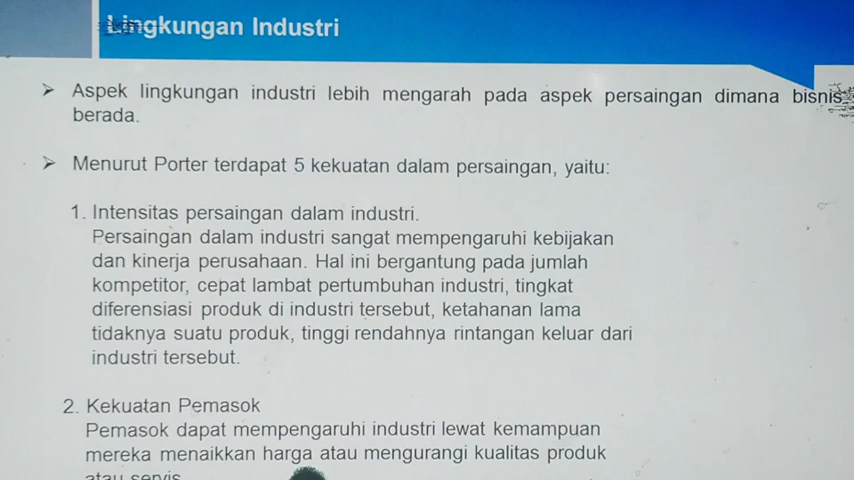 Lingkungan Industri
➢ Aspek lingkungan industri lebih mengarah pada aspek persaingan dimana bisnis
berada.
➢ Menurut Porter terdapat 5 kekuatan dalam persaingan, yaitu:
1. Intensitas persaingan dalam industri.
Persaingan dalam industri sangat mempengaruhi kebijakan
dan kinerja perusahaan. Hal ini bergantung pada jumlah
kompetitor, cepat lambat pertumbuhan industri, tingkat
diferensiasi produk di industri tersebut, ketahanan lama
tidaknya suatu produk, tinggi rendahnya rintangan keluar dari
industri tersebut.
2. Kekuatan Pemasok
Pemasok dapat mempengaruhi industri lewat kemampuan
mereka menaikkan harga atau mengurangi kualitas produk
atau servis